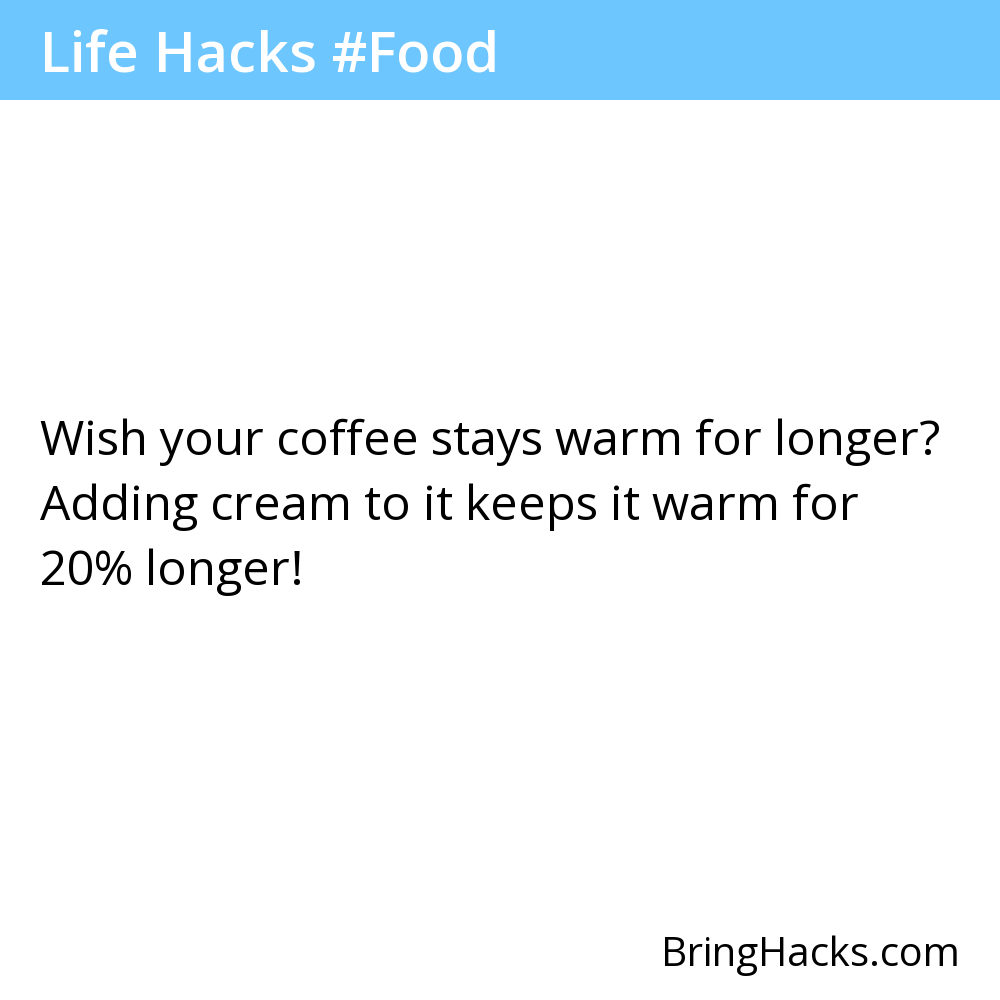 Life Hacks #Food
Wish your coffee stays warm for longer?
Adding cream to it keeps it warm for
20% longer!
BringHacks.com